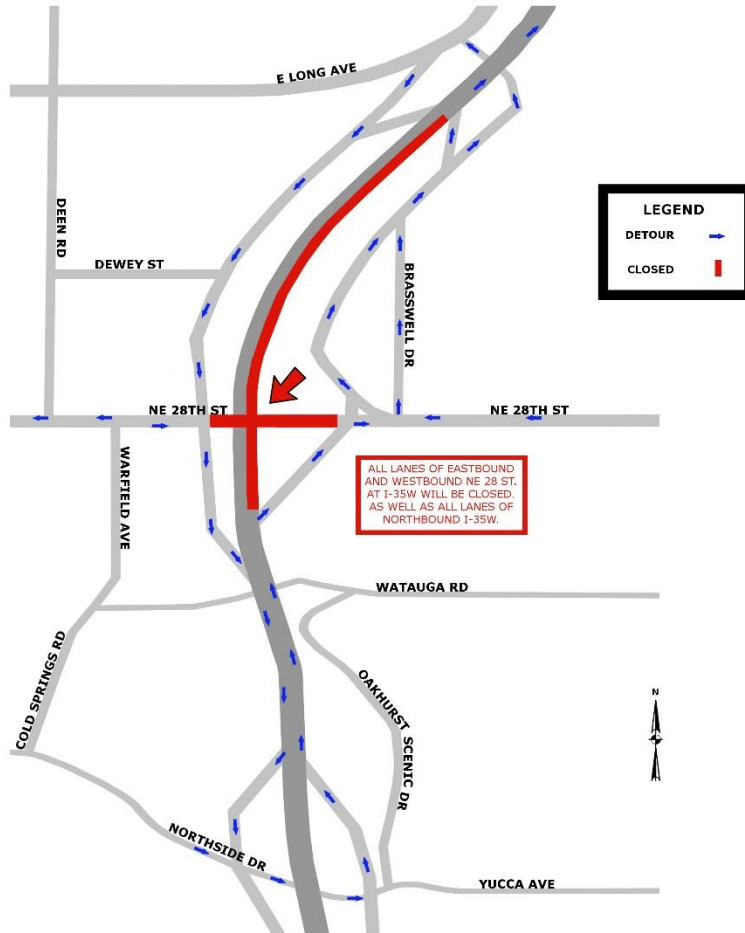 E LONG AVE
DEEN RD
LEGEND
DETOUR
CLOSED
DEWEY ST
BRASSWELL DR
NE 28TH ST
NE 28TH ST
WARFIELD AVE
ALL LANES OF EASTBOUND
AND WESTBOUND NE 28 ST.
AT I-35W WILL BE CLOSED.
AS WELL AS ALL LANES OF
NORTHBOUND I-35W.
WATAUGA RD
COLD SPRINGS RD
OAKHURST SCENIC DR
N
NORTHSIDE DR
YUCCA AVE